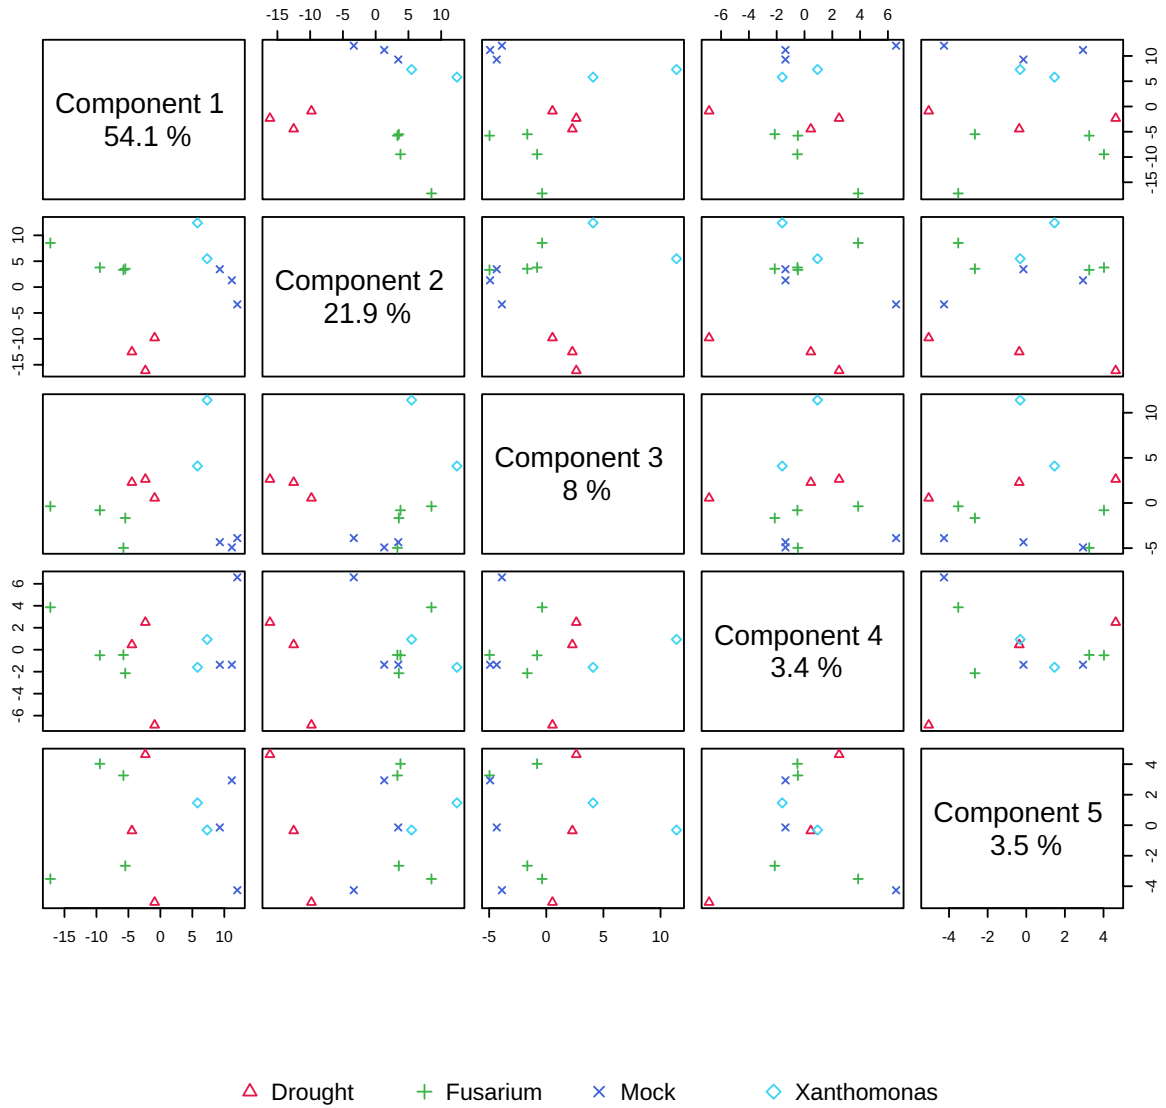 -15 -10 -5 0 5 10
-6 -4 -2 0 2 4 6
Component 1
54.1 %
-15 -10 -5 0 5 10
-15 -10 -5 0 5 10
Component 2
21.9 %
Component 3
8 %
-5 0 5 10
-6 -4 -2 0 2 4 6
Component 4
3.4 %
Component 5
3.5 %
-4 -2 0 2 4
-15 -10 -5 0 5 10
-5 0 5 10
-4 -2 0 2 4
Drought Fusarium Mock Xanthomonas